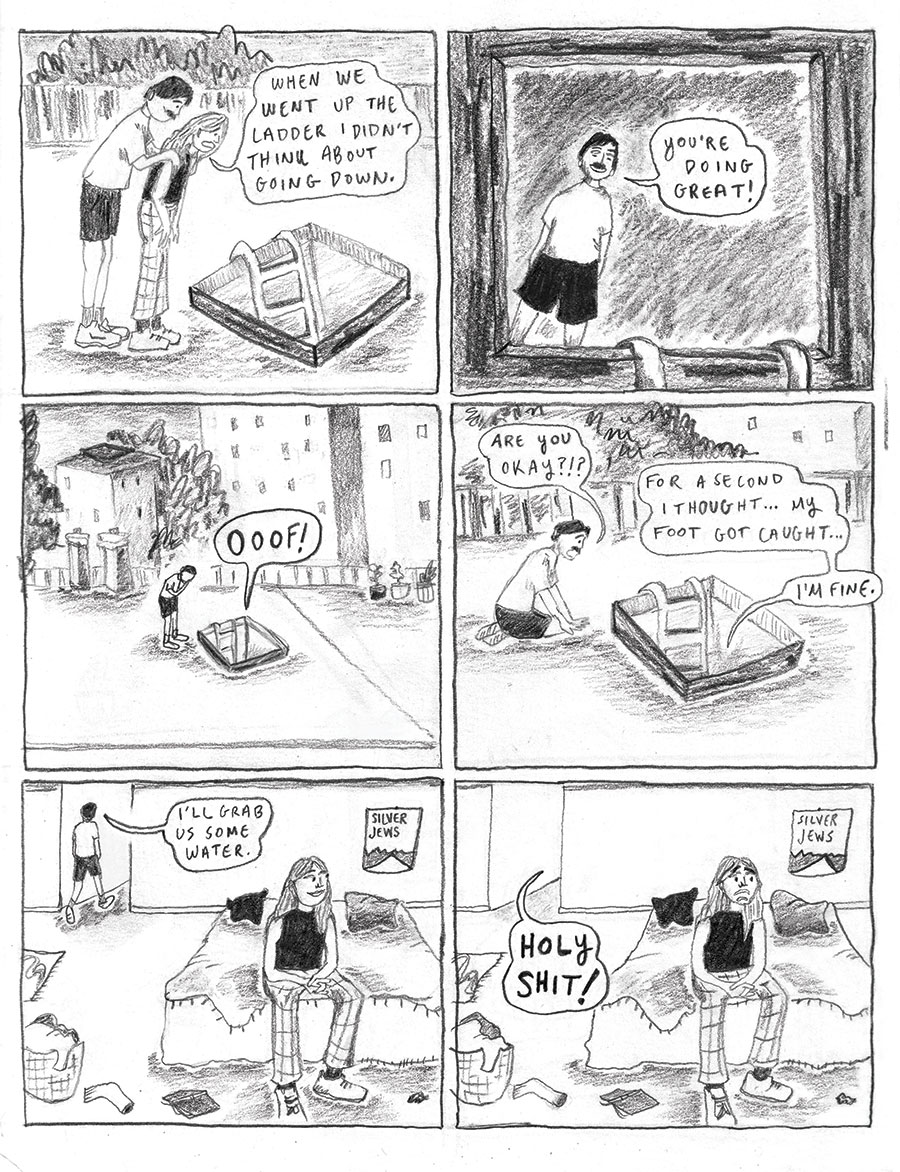 WHEN WE
WENT UP THE
LADDER I DIDN'T
THINK ABOUT
GOING DOWN.
YOU'RE
DOING
GREAT!
OOOF!
ARE YOU
OKAY?!?
FOR A SECOND
I THOUGHT... MY
FOOT GOT CAUGHT...
I'M FINE.
I'LL GRAB
US SOME
WATER.
SILVER
JEWS
SILVER
JEWS
HOLY
SHIT!